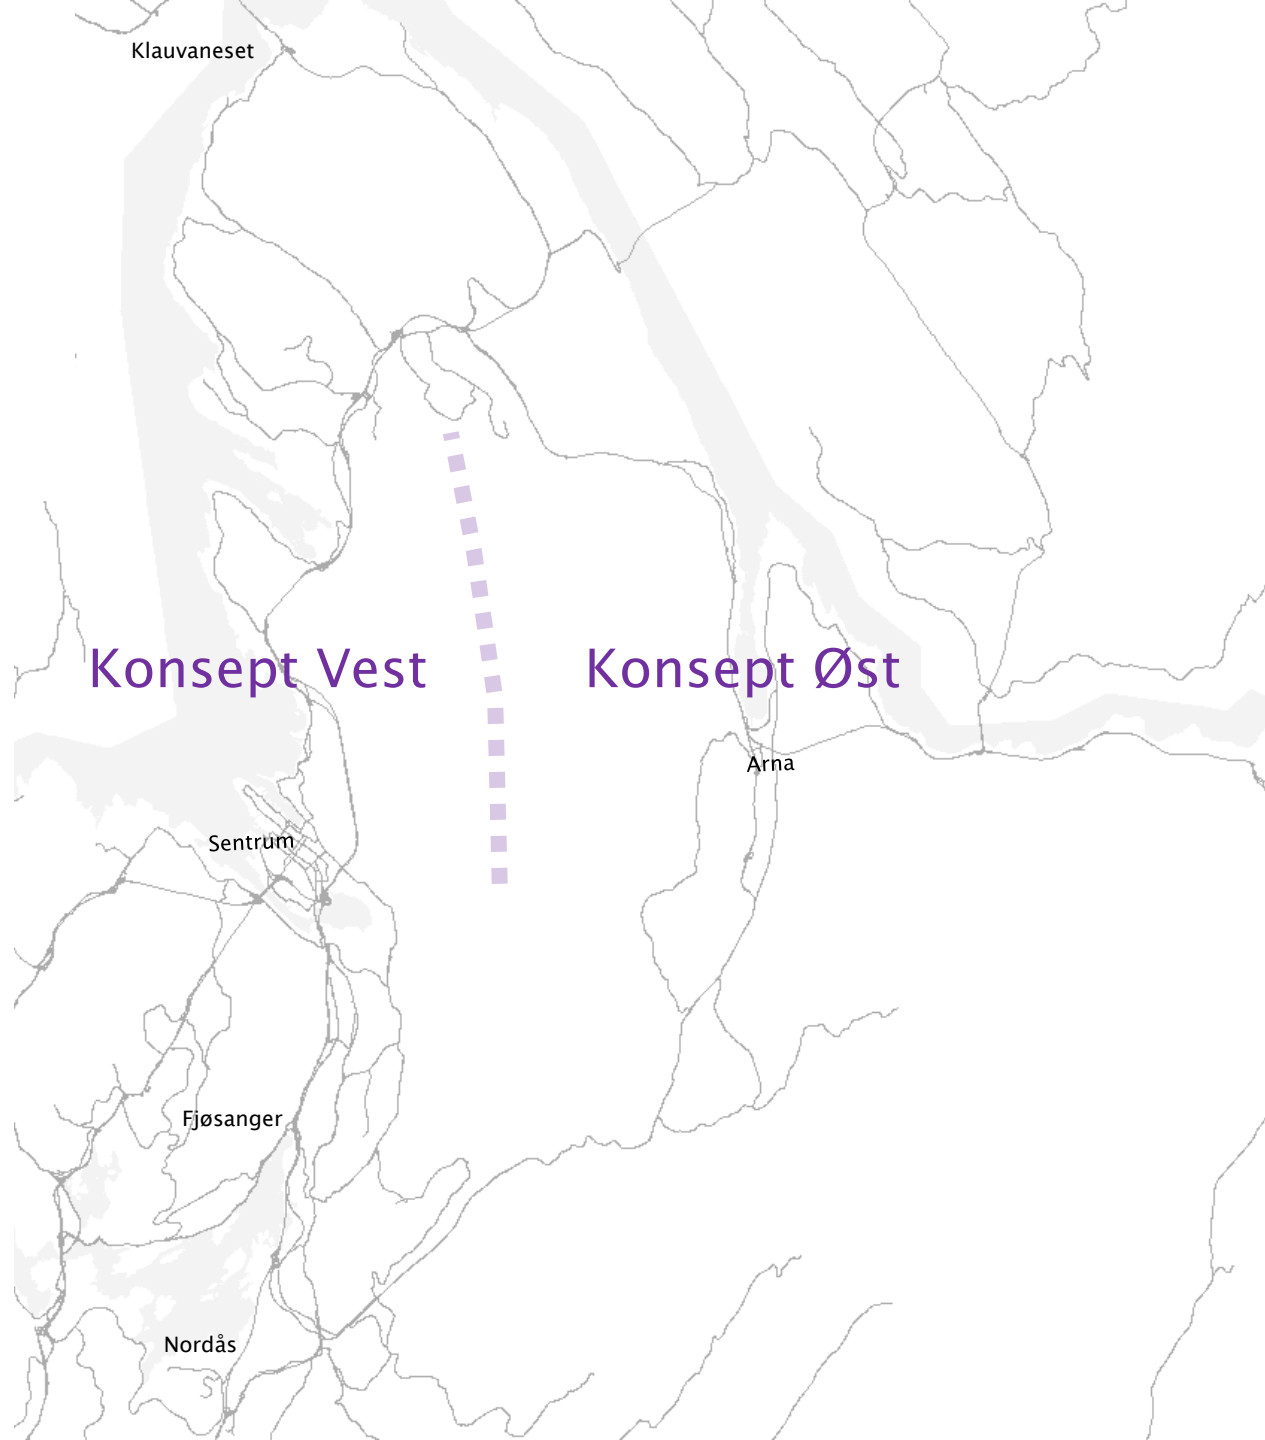 Klauvaneset
Konsept Vest
Konsept Øst
Arna
Sentrum
Fjøsanger
Nordås